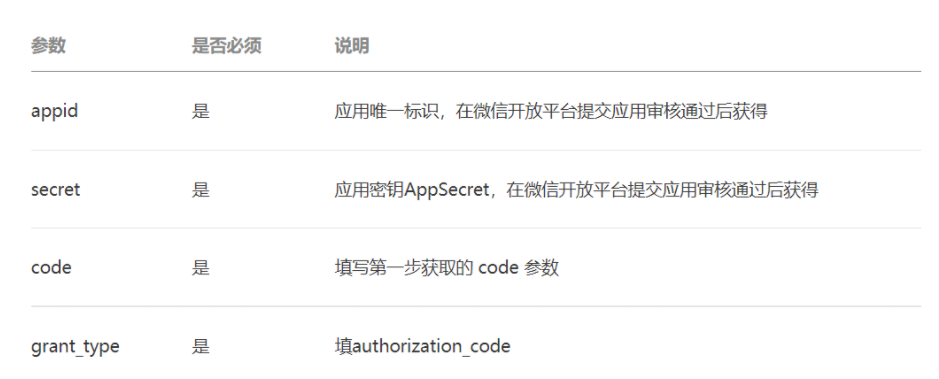 参数 是否必须 说明
appid 是 应用唯一标识，在微信开放平台提交应用审核通过后获得
secret 是 应用密钥AppSecret，在微信开放平台提交应用审核通过后获得
code 是 填写第一步获取的 code 参数
grant_type 是 填authorization_code